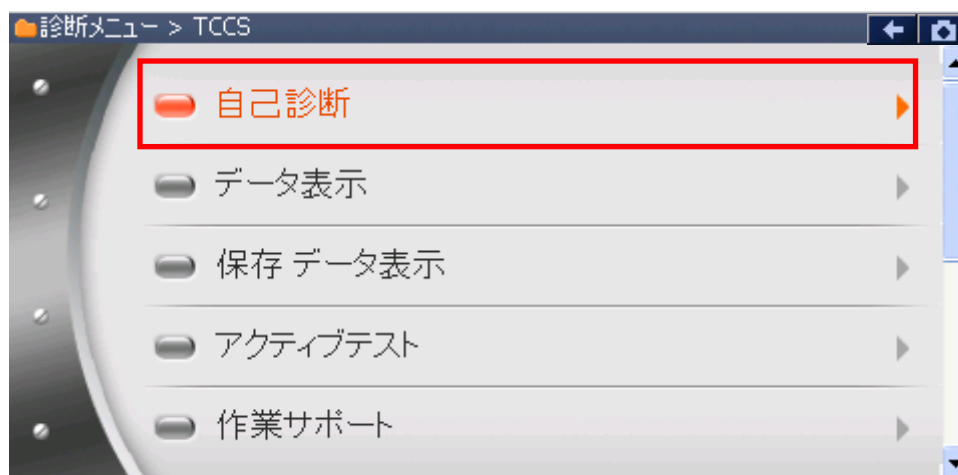 診断メニュー > TCCS
自己診断
データ表示
保存 データ表示
アクティブテスト
作業サポート